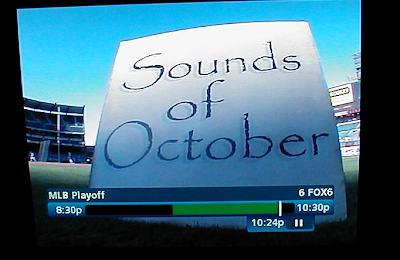 Sounds
of
October
MLB Playoff 6 FOX6
8:30p 10:30p
10:24p